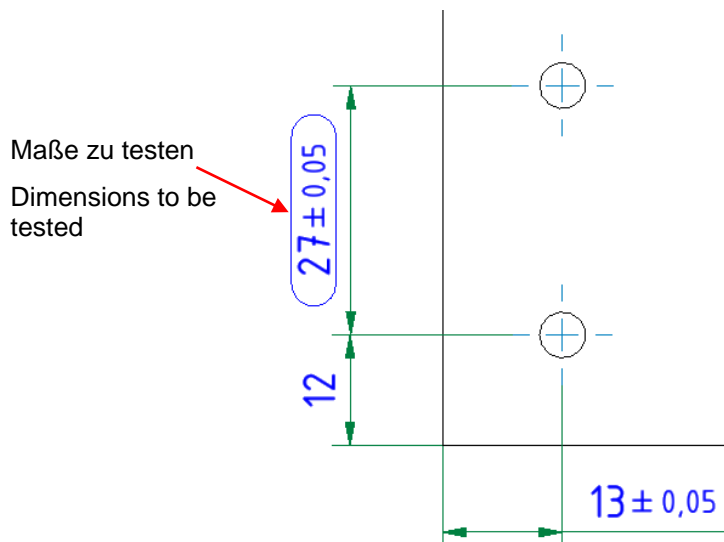 Maße zu testen
Dimensions to be
tested
27 ± 0,05
12
13 ± 0,05